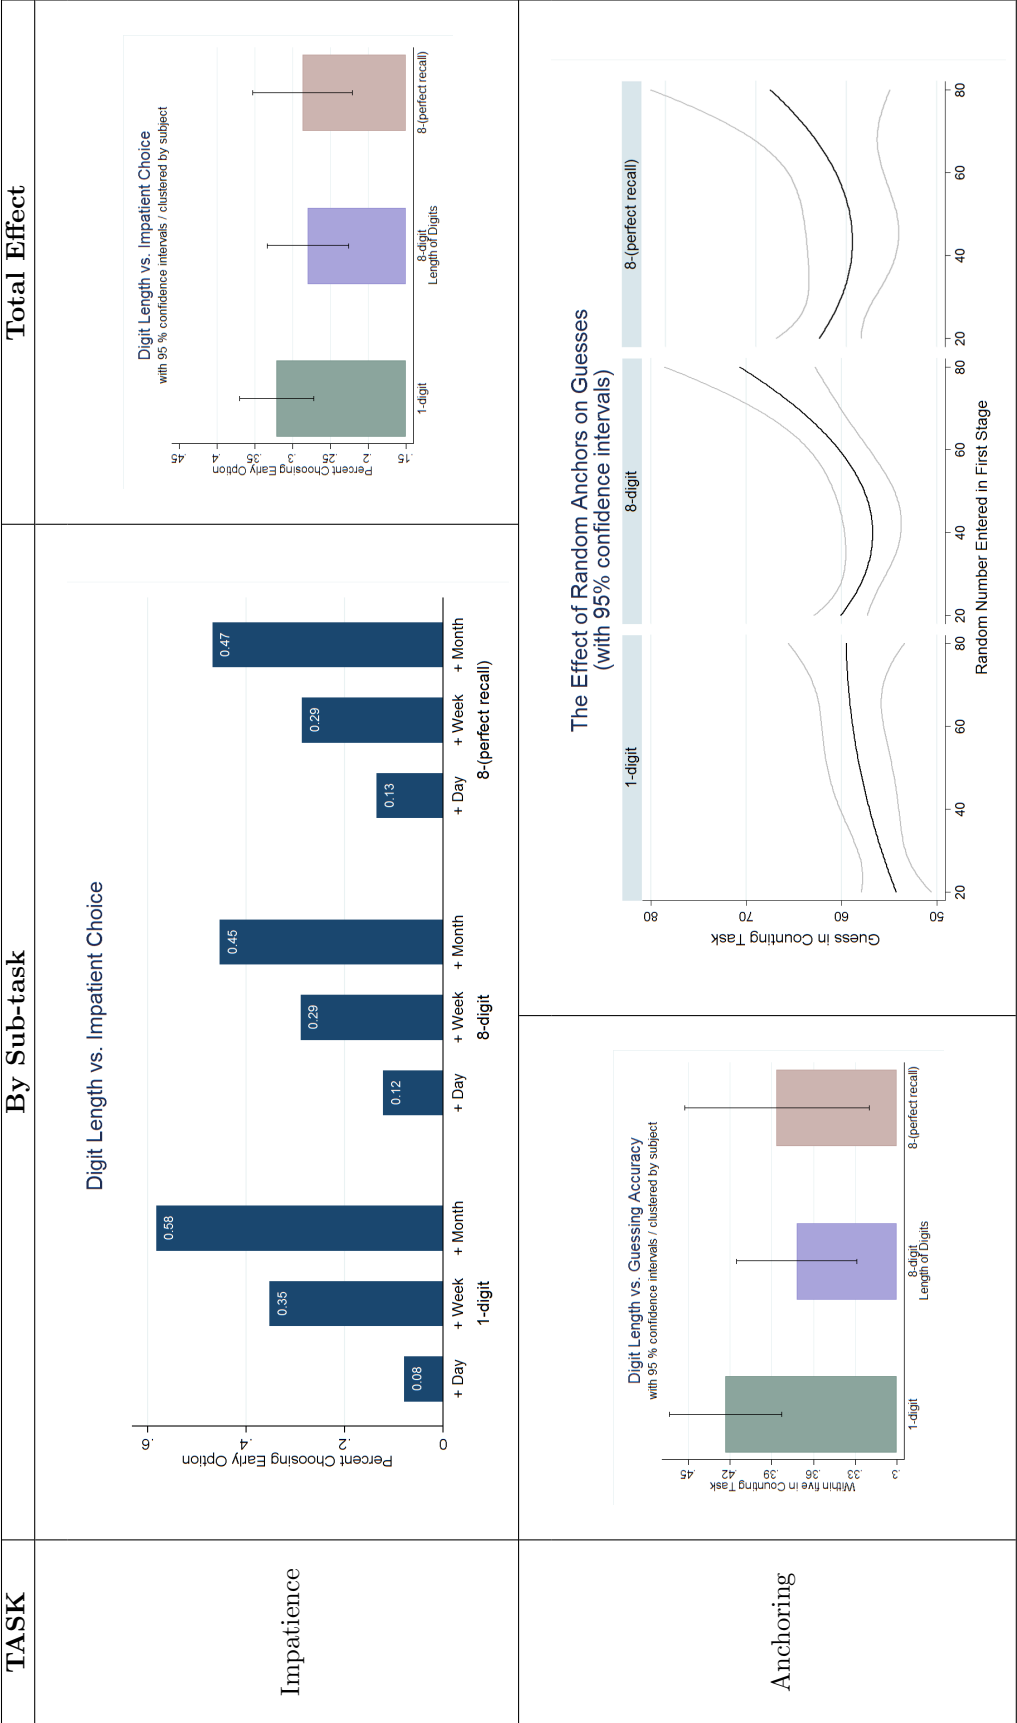 TASK
By Sub-task
Total Effect
Impatience
Digit Length vs. Impatient Choice
Percent Choosing Early Option
0
.2
.4
.6
0.08
0.35
0.58
0.12
0.29
0.45
0.13
0.29
0.47
+ Day
+ Week
+ Month
+ Day
+ Week
+ Month
+ Day
+ Week
+ Month
1-digit
8-digit
8-(perfect recall)
Digit Length vs. Impatient Choice
with 95 % confidence intervals / clustered by subject
Percent Choosing Early Option
.15
.2
.25
.3
.35
.4
.45
1-digit
8-digit
8-(perfect recall)
Length of Digits
Anchoring
Digit Length vs. Guessing Accuracy
with 95 % confidence intervals / clustered by subject
Within five in Counting Task
.3
.33
.36
.39
.42
.45
1-digit
8-digit
8-(perfect recall)
Length of Digits
The Effect of Random Anchors on Guesses
(with 95% confidence intervals)
1-digit
8-digit
8-(perfect recall)
Guess in Counting Task
50
60
70
80
20
40
60
80
20
40
60
80
20
40
60
80
Random Number Entered in First Stage